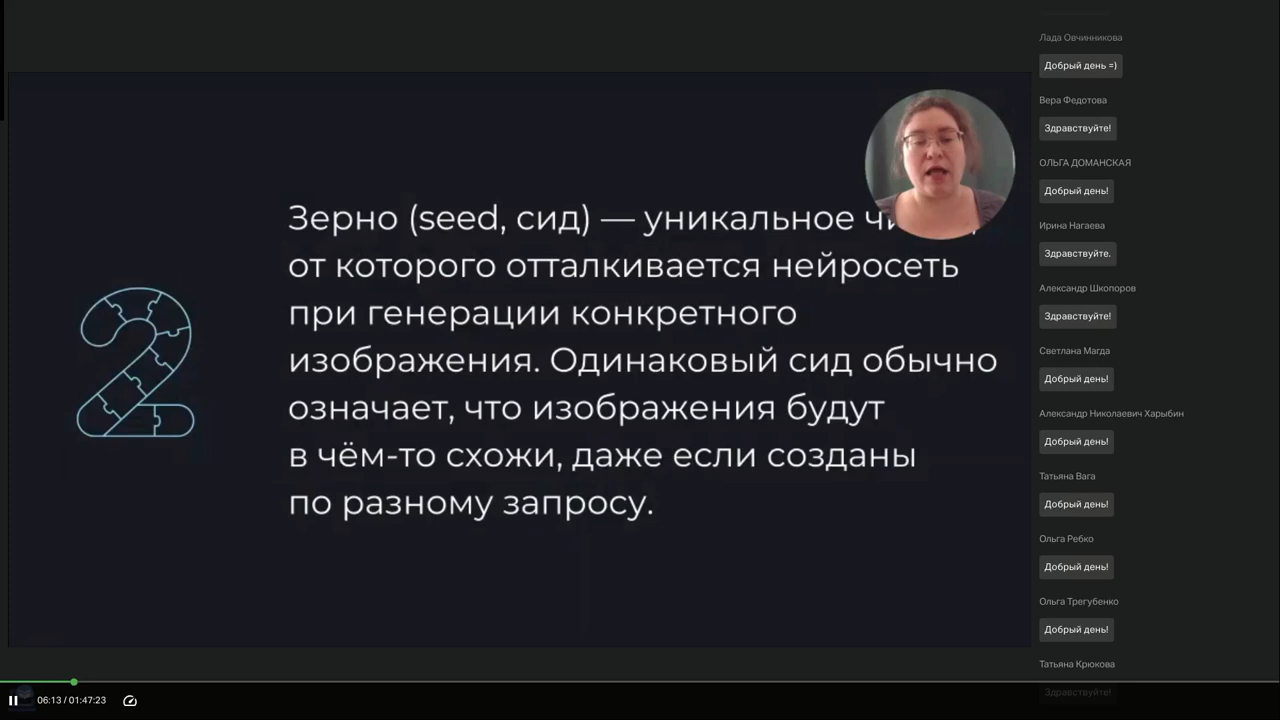 Зерно (seed, сид) — уникальное
от которого отталкивается нейросеть
при генерации конкретного
изображения. Одинаковый сид обычно
означает, что изображения будут
в чём-то схожи, даже если созданы
по разному запросу.
2
Лада Овчинникова
Добрый день =)
Вера Федотова
Здравствуйте!
ОЛЬГА ДОМАНСКАЯ
Добрый день!
Ирина Нагаева
Здравствуйте.
Александр Шкопоров
Здравствуйте!
Светлана Магда
Добрый день!
Александр Николаевич Харыбин
Добрый день!
Татьяна Вага
Добрый день!
Ольга Ребко
Добрый день!
Ольга Трегубенко
Добрый день!
Татьяна Крюкова
Здравствуйте!
06:13 / 01:47:23